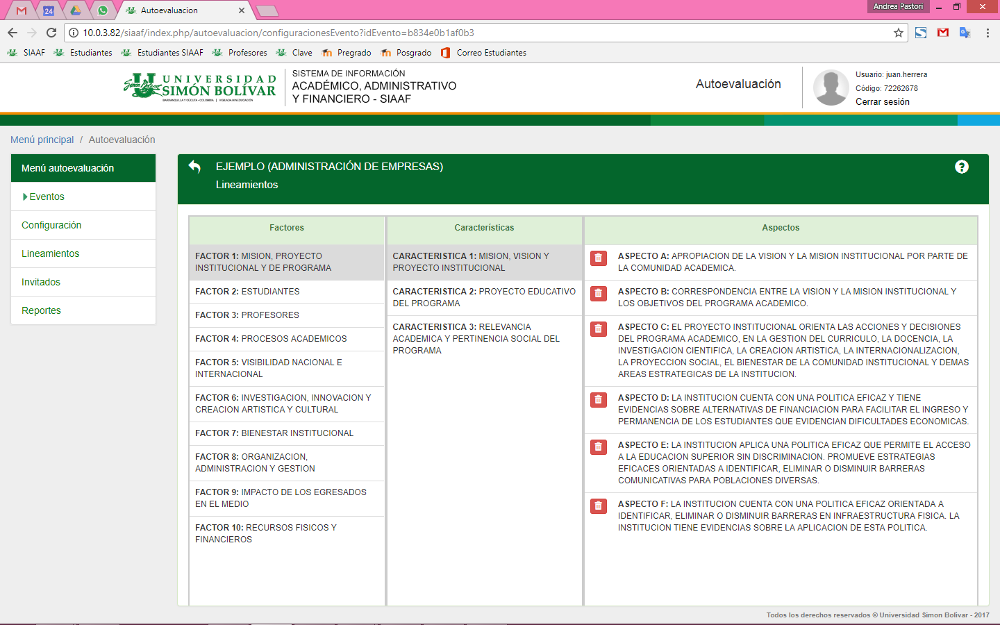 Autoevaluacion
Andrea Pastori
24
10.0.3.82/siaaf/index.php/autoevaluacion/configuracionesEvento?idEvento=b834e0b1af0b3
SIAAF
Estudiantes
Estudiantes SIAAF
Profesores
Clave
Pregrado
Posgrado
Correo Estudiantes
UNIVERSIDAD
SIMÓN BOLÍVAR
BARRANQUILLA Y CÚCUTA - COLOMBIA | VIGILADA MINEDUCACIÓN
SISTEMA DE INFORMACIÓN
ACADÉMICO, ADMINISTRATIVO
Y FINANCIERO - SIAAF
Autoevaluación
Usuario: juan.herrera
Código: 72262678
Cerrar sesión
Menú principal / Autoevaluación
Menú autoevaluación
Eventos
Configuración
Lineamientos
Invitados
Reportes
EJEMPLO (ADMINISTRACIÓN DE EMPRESAS)
Lineamientos
Factores
FACTOR 1: MISION, PROYECTO
INSTITUCIONAL Y DE PROGRAMA
FACTOR 2: ESTUDIANTES
FACTOR 3: PROFESORES
FACTOR 4: PROCESOS ACADEMICOS
FACTOR 5: VISIBILIDAD NACIONAL E
INTERNACIONAL
FACTOR 6: INVESTIGACION, INNOVACION Y
CREACION ARTISTICA Y CULTURAL
FACTOR 7: BIENESTAR INSTITUCIONAL
FACTOR 8: ORGANIZACION,
ADMINISTRACION Y GESTION
FACTOR 9: IMPACTO DE LOS EGRESADOS
EN EL MEDIO
FACTOR 10: RECURSOS FISICOS Y
FINANCIEROS
Características
CARACTERISTICA 1: MISION, VISION Y
PROYECTO INSTITUCIONAL
CARACTERISTICA 2: PROYECTO EDUCATIVO
DEL PROGRAMA
CARACTERISTICA 3: RELEVANCIA
ACADEMICA Y PERTINENCIA SOCIAL DEL
PROGRAMA
Aspectos
ASPECTO A: APROPIACION DE LA VISION Y LA MISION INSTITUCIONAL POR PARTE DE
LA COMUNIDAD ACADEMICA.
ASPECTO B: CORRESPONDENCIA ENTRE LA VISION Y LA MISION INSTITUCIONAL Y
LOS OBJETIVOS DEL PROGRAMA ACADEMICO.
ASPECTO C: EL PROYECTO INSTITUCIONAL ORIENTA LAS ACCIONES Y DECISIONES
DEL PROGRAMA ACADEMICO, EN LA GESTION DEL CURRICULO, LA DOCENCIA, LA
INVESTIGACION CIENTIFICA, LA CREACION ARTISTICA, LA INTERNACIONALIZACION,
LA PROYECCION SOCIAL, EL BIENESTAR DE LA COMUNIDAD INSTITUCIONAL Y DEMAS
AREAS ESTRATEGICAS DE LA INSTITUCION.
ASPECTO D: LA INSTITUCION CUENTA CON UNA POLITICA EFICAZ Y TIENE
EVIDENCIAS SOBRE ALTERNATIVAS DE FINANCIACION PARA FACILITAR EL INGRESO Y
PERMANENCIA DE LOS ESTUDIANTES QUE EVIDENCIAN DIFICULTADES ECONOMICAS.
ASPECTO E: LA INSTITUCION APLICA UNA POLITICA EFICAZ QUE PERMITE EL ACCESO
A LA EDUCACION SUPERIOR SIN DISCRIMINACION. PROMUEVE ESTRATEGIAS
EFICACES ORIENTADAS A IDENTIFICAR, ELIMINAR O DISMINUIR BARRERAS
COMUNICATIVAS PARA POBLACIONES DIVERSAS.
ASPECTO F: LA INSTITUCION CUENTA CON UNA POLITICA EFICAZ ORIENTADA A
IDENTIFICAR, ELIMINAR O DISMINUIR BARRERAS EN INFRAESTRUCTURA FISICA. LA
INSTITUCION TIENE EVIDENCIAS SOBRE LA APLICACION DE ESTA POLITICA.
Todos los derechos reservados © Universidad Simon Bolívar - 2017